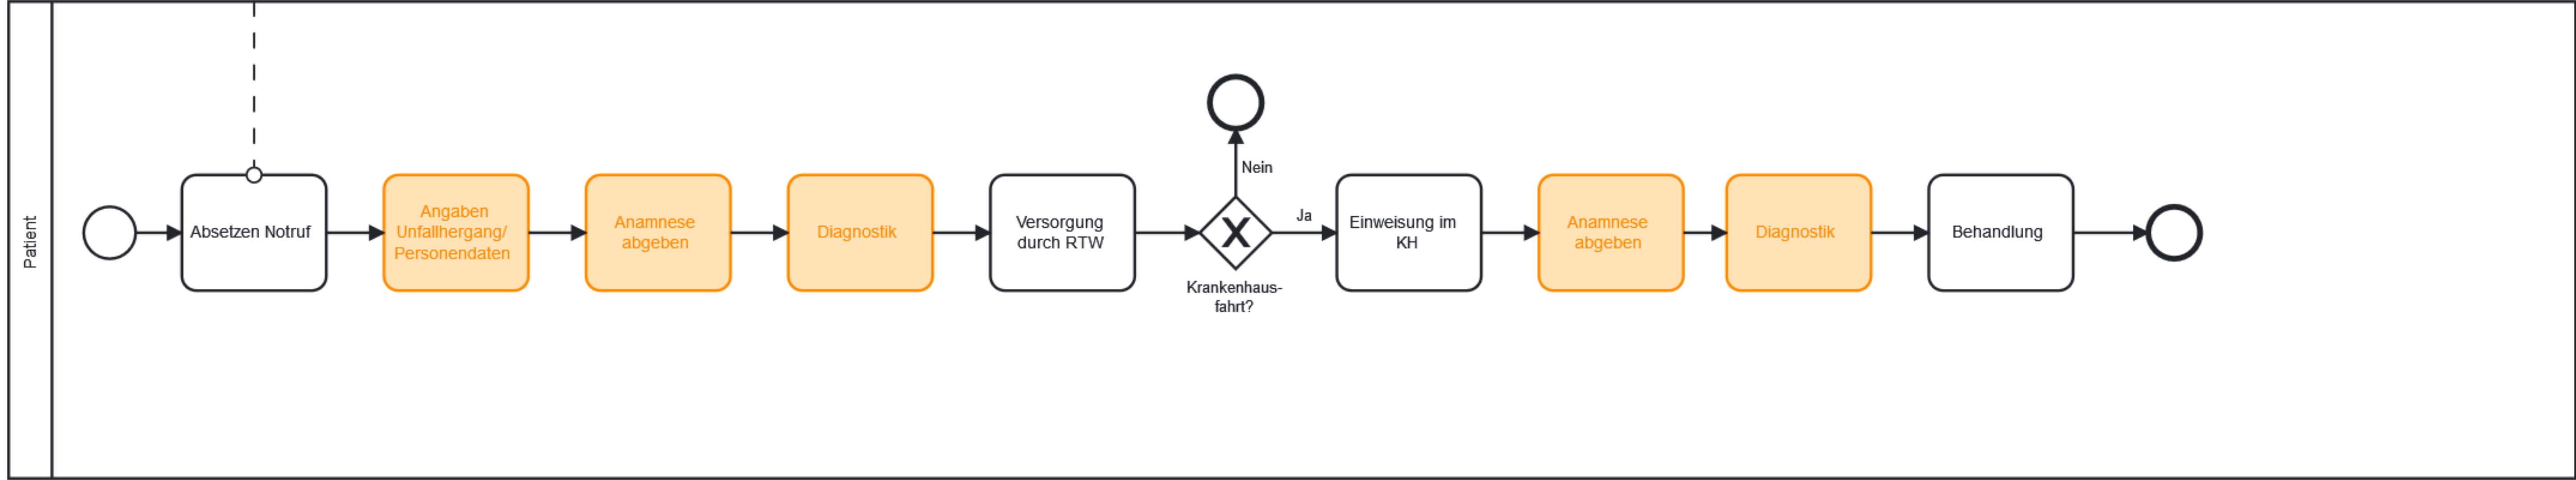 Patient
Absetzen Notruf
Angaben
Unfallhergang/
Personendaten
Anamnese
abgeben
Diagnostik
Versorgung
durch RTW
Nein
Ja
Krankenhaus-
fahrt?
Einweisung im
KH
Anamnese
abgeben
Diagnostik
Behandlung